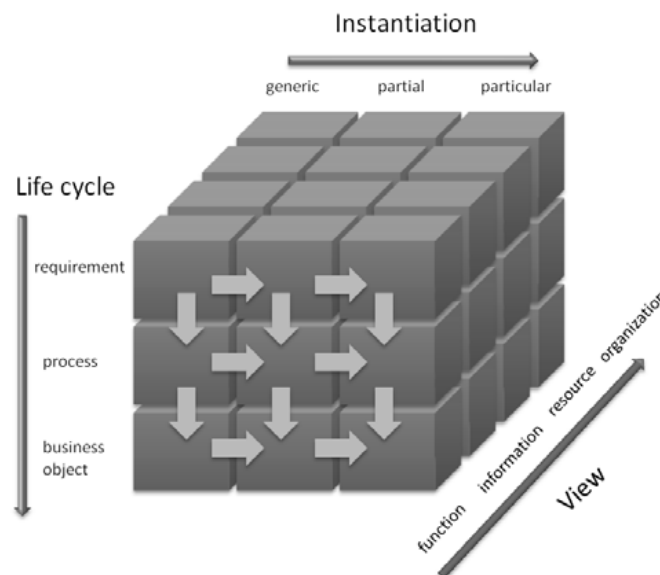 Instantiation
generic partial particular
Life cycle
requirement
process
business
object
function information resource organization
View